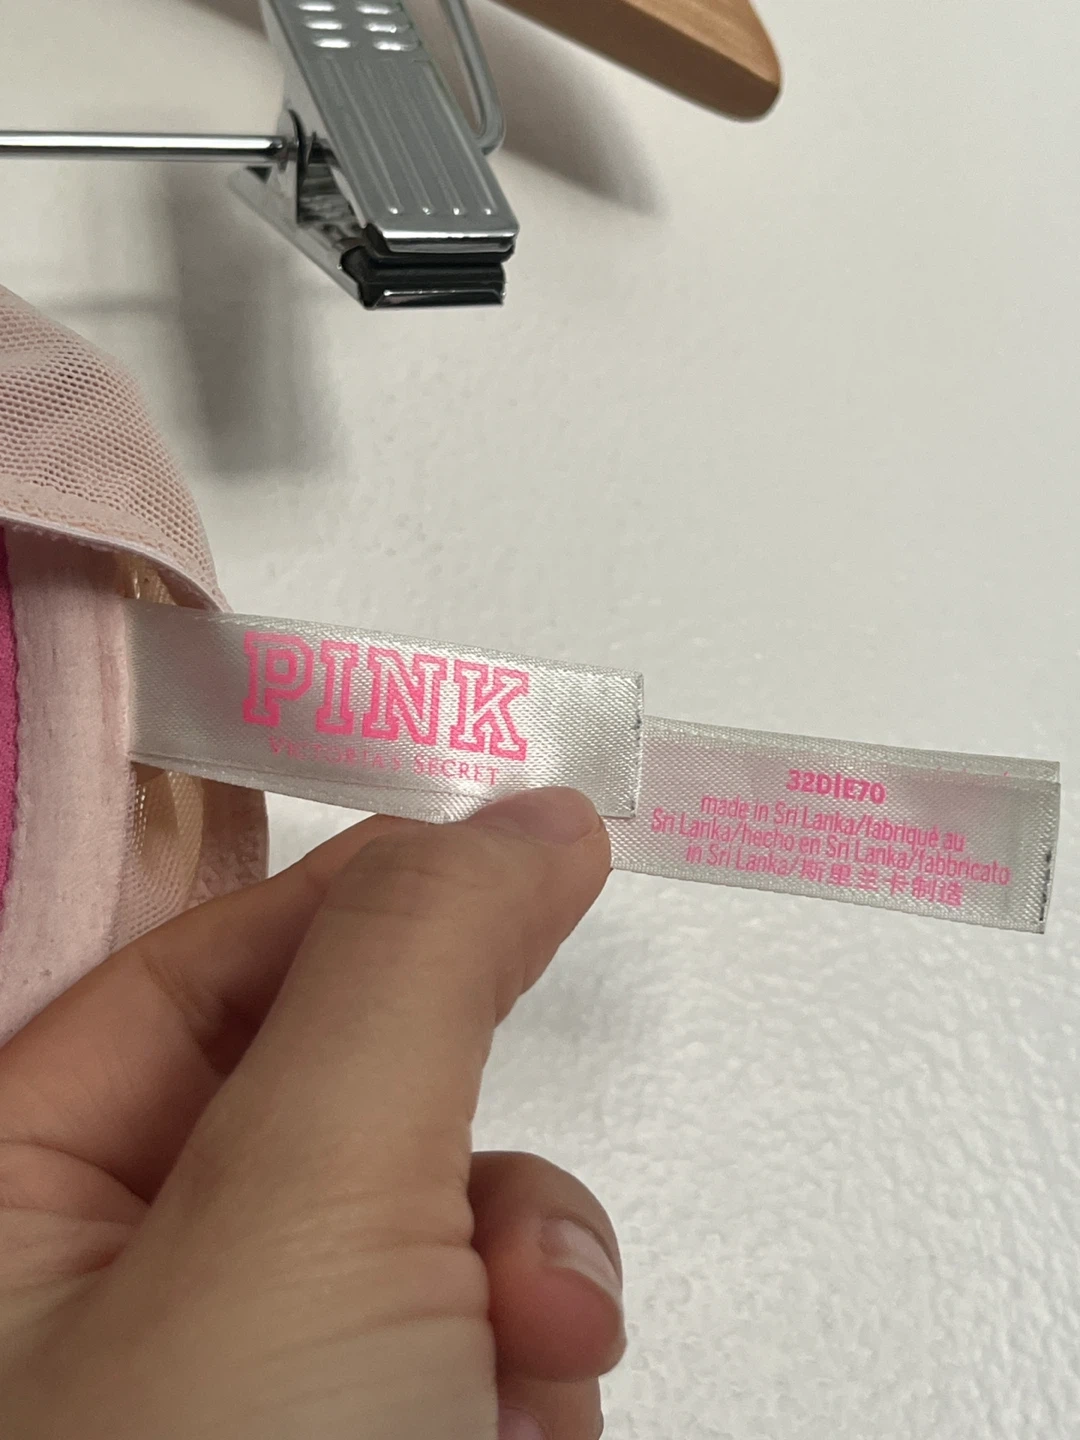 PINK
VICTORIA'S SECRET
32D|E70
made in Sri Lanka/fabriqué au
Sri Lanka/hecho en Sri Lanka/fabbricato
in Sri Lanka/斯里兰卡制造